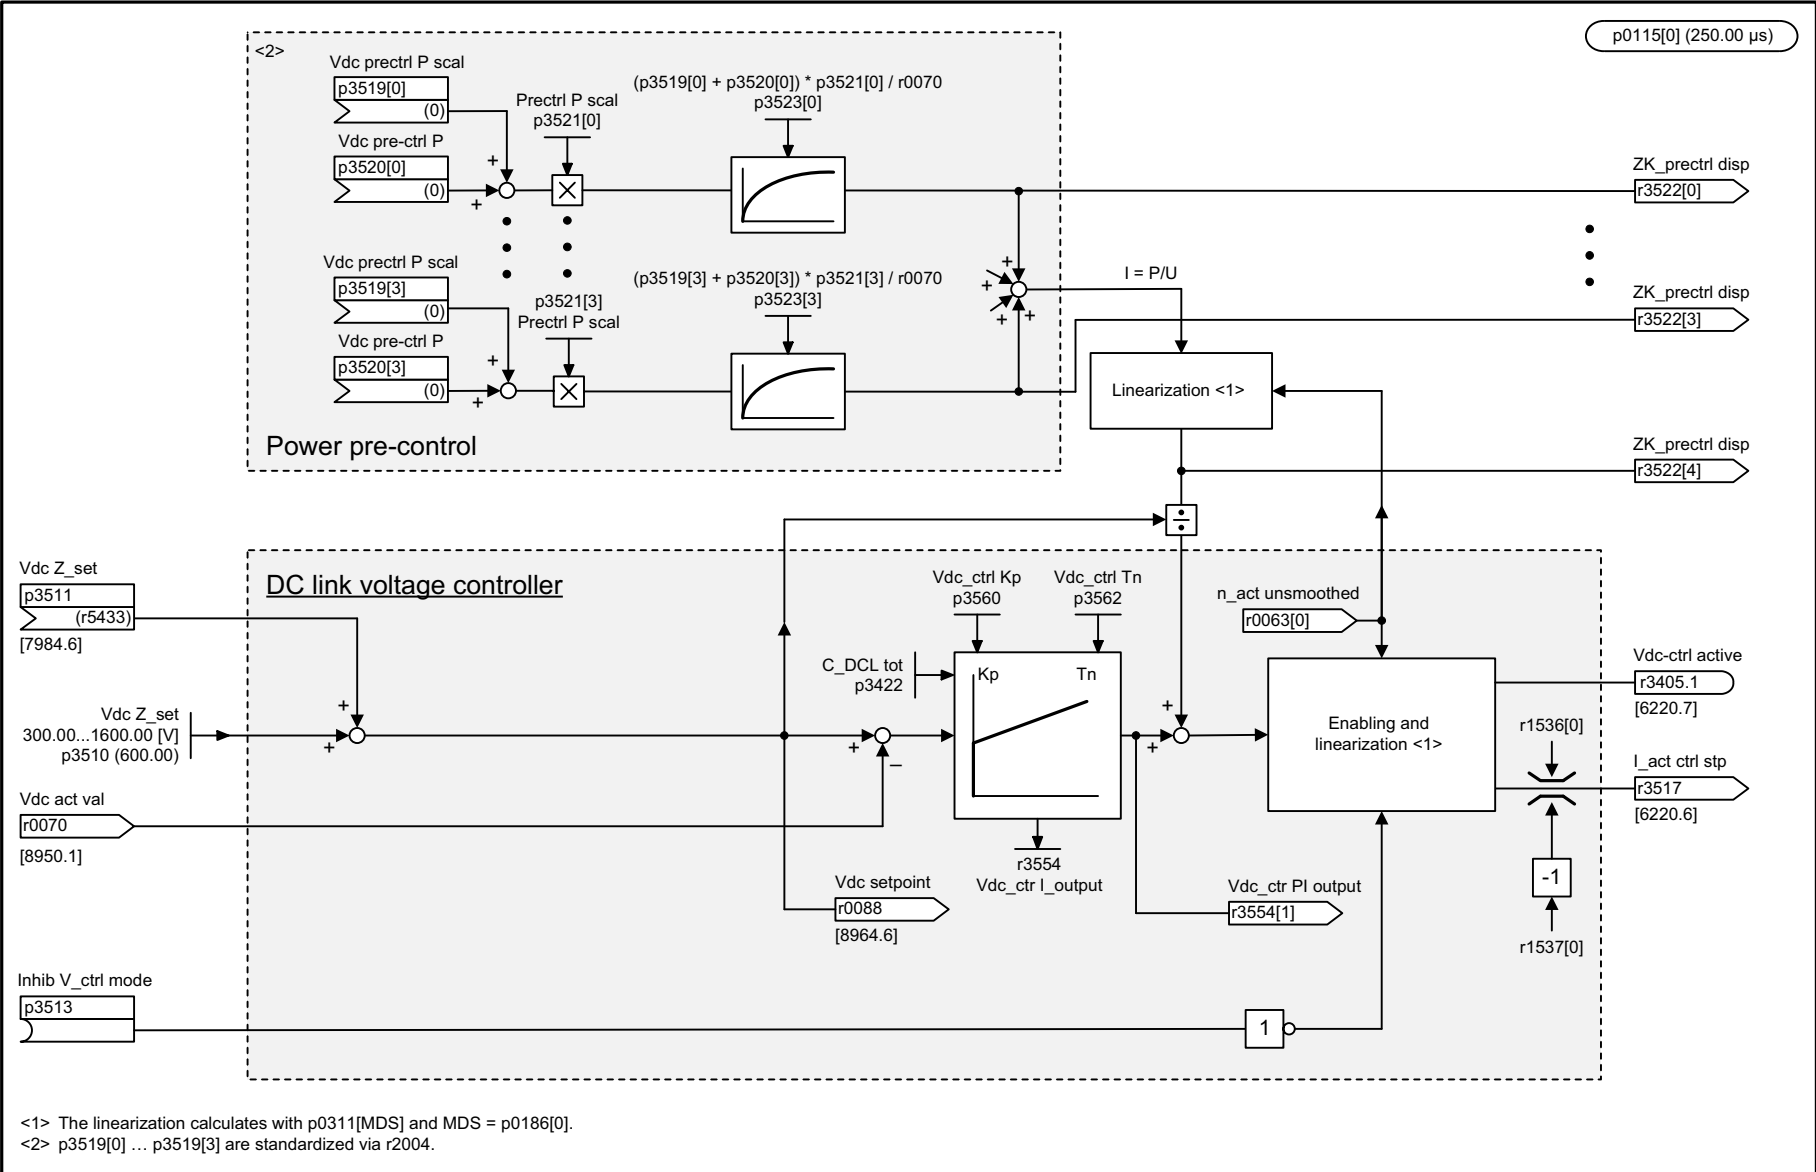 p0115[0] (250.00 µs)
<2>
Vdc prectrl P scal
p3519[0]
(0)
Vdc pre-ctrl P
p3520[0]
(0)
+
+
Prectrl P scal
p3521[0]
(p3519[0] + p3520[0]) * p3521[0] / r0070
p3523[0]
ZK_prectrl disp
r3522[0]
Vdc prectrl P scal
p3519[3]
(0)
Vdc pre-ctrl P
p3520[3]
(0)
+
+
p3521[3]
Prectrl P scal
(p3519[3] + p3520[3]) * p3521[3] / r0070
p3523[3]
+
+
+
+
I = P/U
ZK_prectrl disp
r3522[3]
Linearization <1>
Power pre-control
ZK_prectrl disp
r3522[4]
÷
DC link voltage controller
Vdc Z_set
p3511
(r5433)
[7984.6]
Vdc Z_set
300.00...1600.00 [V]
p3510 (600.00)
+
+
Vdc act val
r0070
[8950.1]
+
–
C_DCL tot
p3422
Vdc_ctrl Kp
p3560
Vdc_ctrl Tn
p3562
Kp
Tn
r3554
Vdc_ctr I_output
+
+
n_act unsmoothed
r0063[0]
Enabling and
linearization <1>
Vdc-ctrl active
r3405.1
[6220.7]
r1536[0]
I_act ctrl stp
r3517
[6220.6]
-1
r1537[0]
Vdc setpoint
r0088
[8964.6]
Vdc_ctr PI output
r3554[1]
Inhib V_ctrl mode
p3513
1
<1> The linearization calculates with p0311[MDS] and MDS = p0186[0].
<2> p3519[0] … p3519[3] are standardized via r2004.